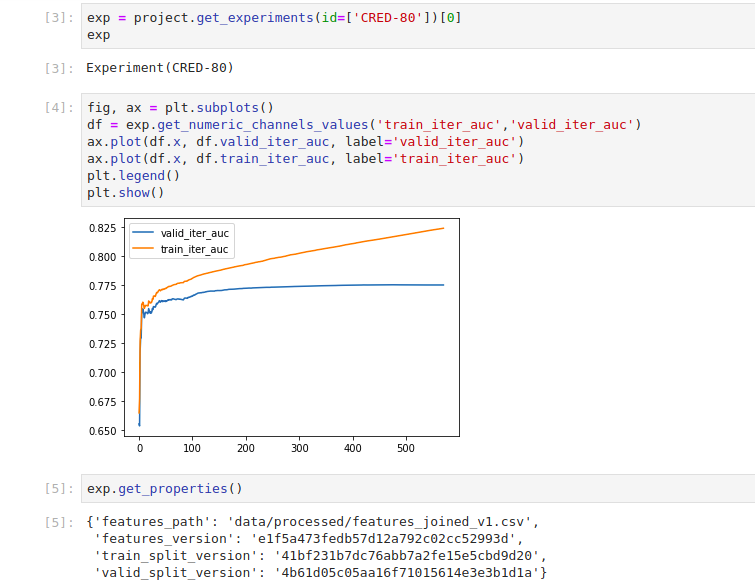 [3]: exp = project.get_experiments(id=['CRED-80'])[0]
exp
[3]: Experiment(CRED-80)
[4]: fig, ax = plt.subplots()
df = exp.get_numeric_channels_values('train_iter_auc','valid_iter_auc')
ax.plot(df.x, df.valid_iter_auc, label='valid_iter_auc')
ax.plot(df.x, df.train_iter_auc, label='train_iter_auc')
plt.legend()
plt.show()
valid_iter_auc
train_iter_auc
0.825
0.800
0.775
0.750
0.725
0.700
0.675
0.650
0 100 200 300 400 500
[5]: exp.get_properties()
[5]: {'features_path': 'data/processed/features_joined_v1.csv',
'features_version': 'e1f5a473fedb57d12a792c02cc52993d',
'train_split_version': '41bf231b7dc76abb7a2fe15e5cbd9d20',
'valid_split_version': '4b61d05c05aa16f71015614e3e3b1d1a'}